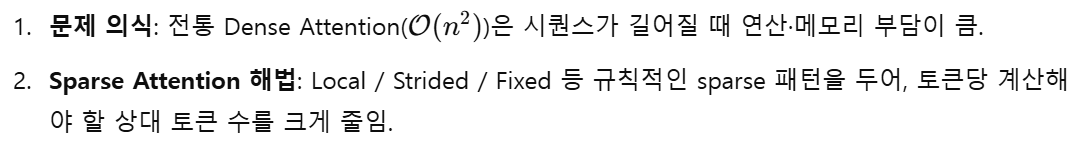 1. 문제 의식: 전통 Dense Attention(𝒪(n²))은 시퀀스가 길어질 때 연산·메모리 부담이 큼.
2. Sparse Attention 해법: Local / Strided / Fixed 등 규칙적인 sparse 패턴을 두어, 토큰당 계산해
야 할 상대 토큰 수를 크게 줄임.